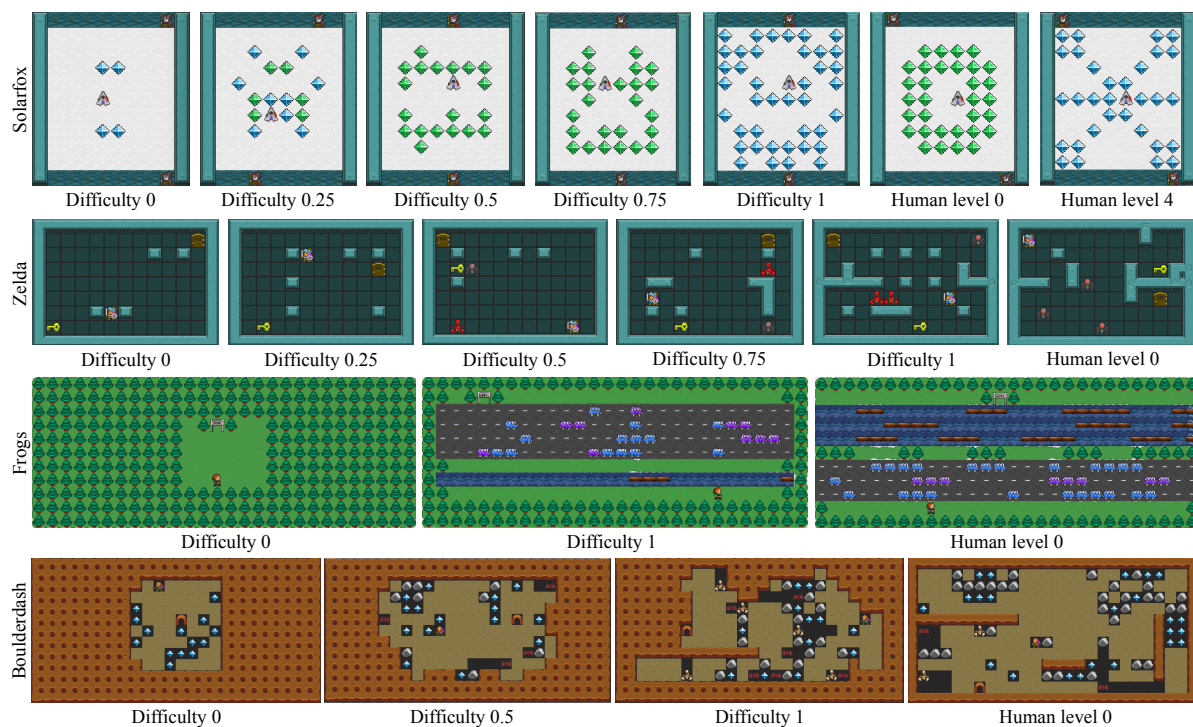 Solarfox
Difficulty 0
Difficulty 0.25
Difficulty 0.5
Difficulty 0.75
Difficulty 1
Human level 0
Human level 4
Zelda
Difficulty 0
Difficulty 0.25
Difficulty 0.5
Difficulty 0.75
Difficulty 1
Human level 0
Frogs
Difficulty 0
Difficulty 1
Human level 0
Boulderdash
Difficulty 0
Difficulty 0.5
Difficulty 1
Human level 0